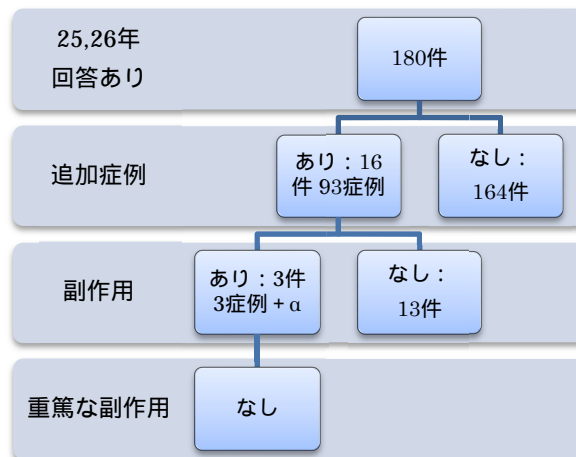 25,26年
回答あり
180件
追加症例
あり：16
件 93症例
なし：
164件
副作用
あり：3件
3症例＋α
なし：
13件
重篤な副作用
なし